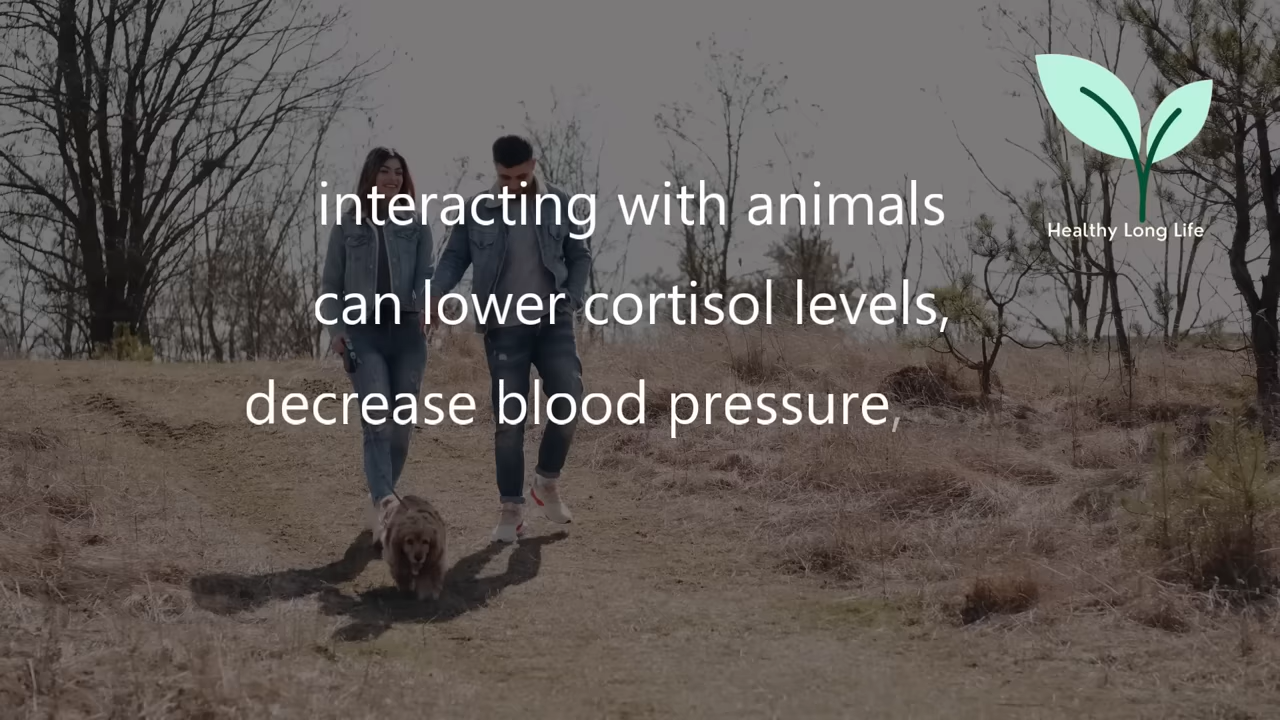 interacting with animals
can lower cortisol levels,
decrease blood pressure,
Healthy Long Life